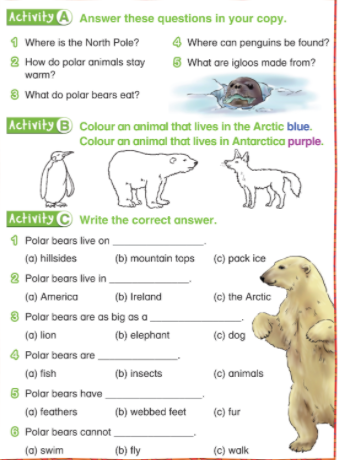 Activity A Answer these questions in your copy.
1 Where is the North Pole?
2 How do polar animals stay
warm?
3 What do polar bears eat?
4 Where can penguins be found?
5 What are igloos made from?
Activity B Colour an animal that lives in the Arctic blue.
Colour an animal that lives in Antarctica purple.
Activity C Write the correct answer.
1 Polar bears live on ________________.
(a) hillsides (b) mountain tops (c) pack ice
2 Polar bears live in ______________.
(a) America (b) Ireland (c) the Arctic
3 Polar bears are as big as a ________________.
(a) lion (b) elephant (c) dog
4 Polar bears are ______________.
(a) fish (b) insects (c) animals
5 Polar bears have ________________.
(a) feathers (b) webbed feet (c) fur
6 Polar bears cannot ______________.
(a) swim (b) fly (c) walk